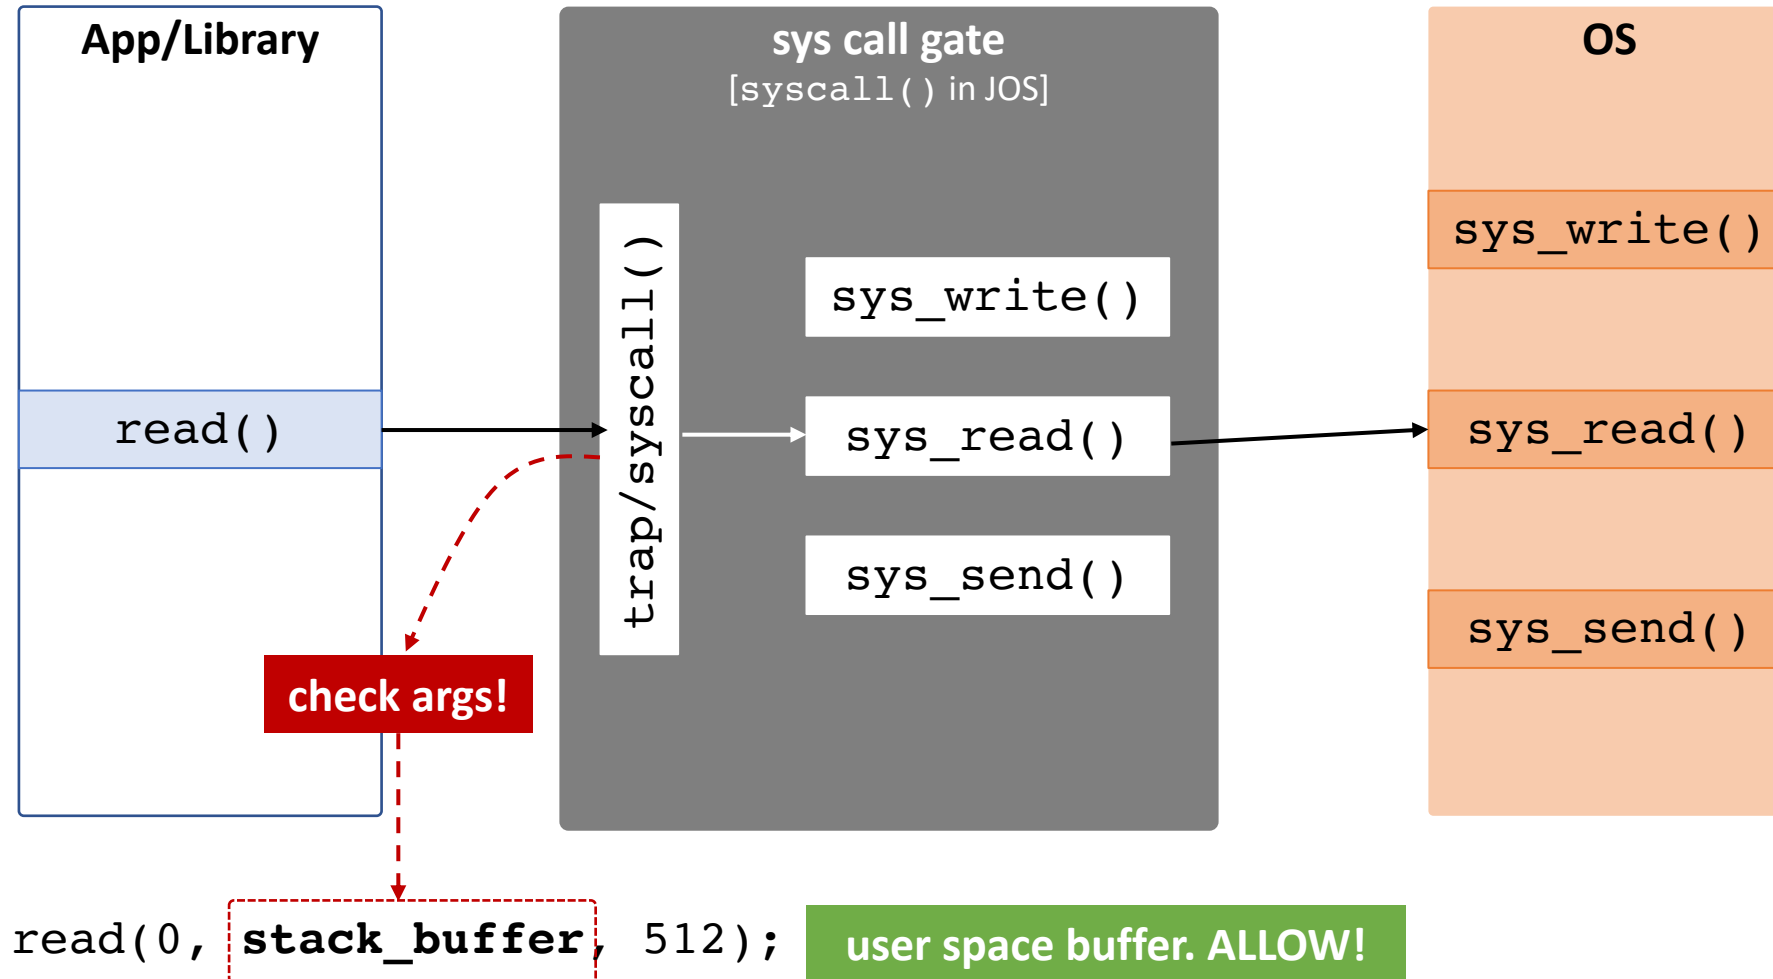 App/Library
sys call gate
[syscall() in JOS]
OS
sys_write()
trap/syscall()
sys_write()
read()
sys_read()
sys_read()
sys_send()
sys_send()
check args!
read(0, stack_buffer, 512);
user space buffer. ALLOW!